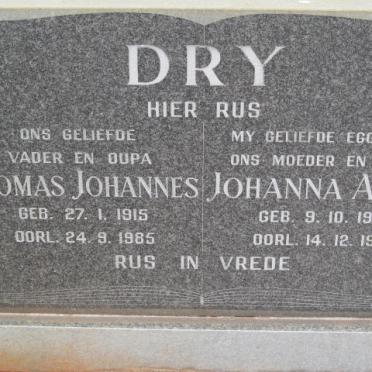 DRY
HIER RUS
ONS GELIEFDE
VADER EN OUPA
OMAS JOHANNES
GEB. 27. 1. 1915
OORL. 24. 9. 1985
MY GELIEFDE EGG
ONS MOEDER EN
JOHANNA A
GEB. 9. 10. 19
OORL. 14. 12. 19
RUS IN VREDE